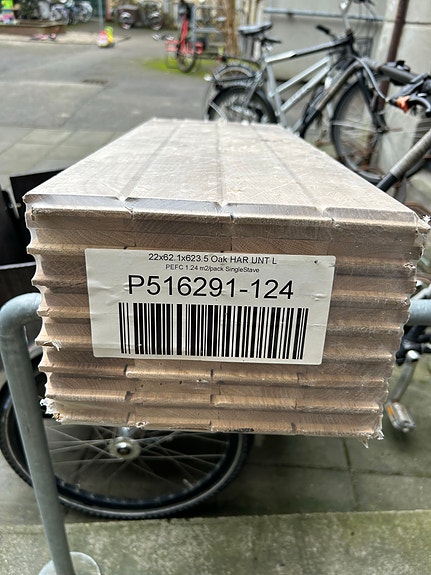 22x62.1x623.5 Oak HAR UNT L
PEFC 1.24 m2/pack SingleStave
P516291-124